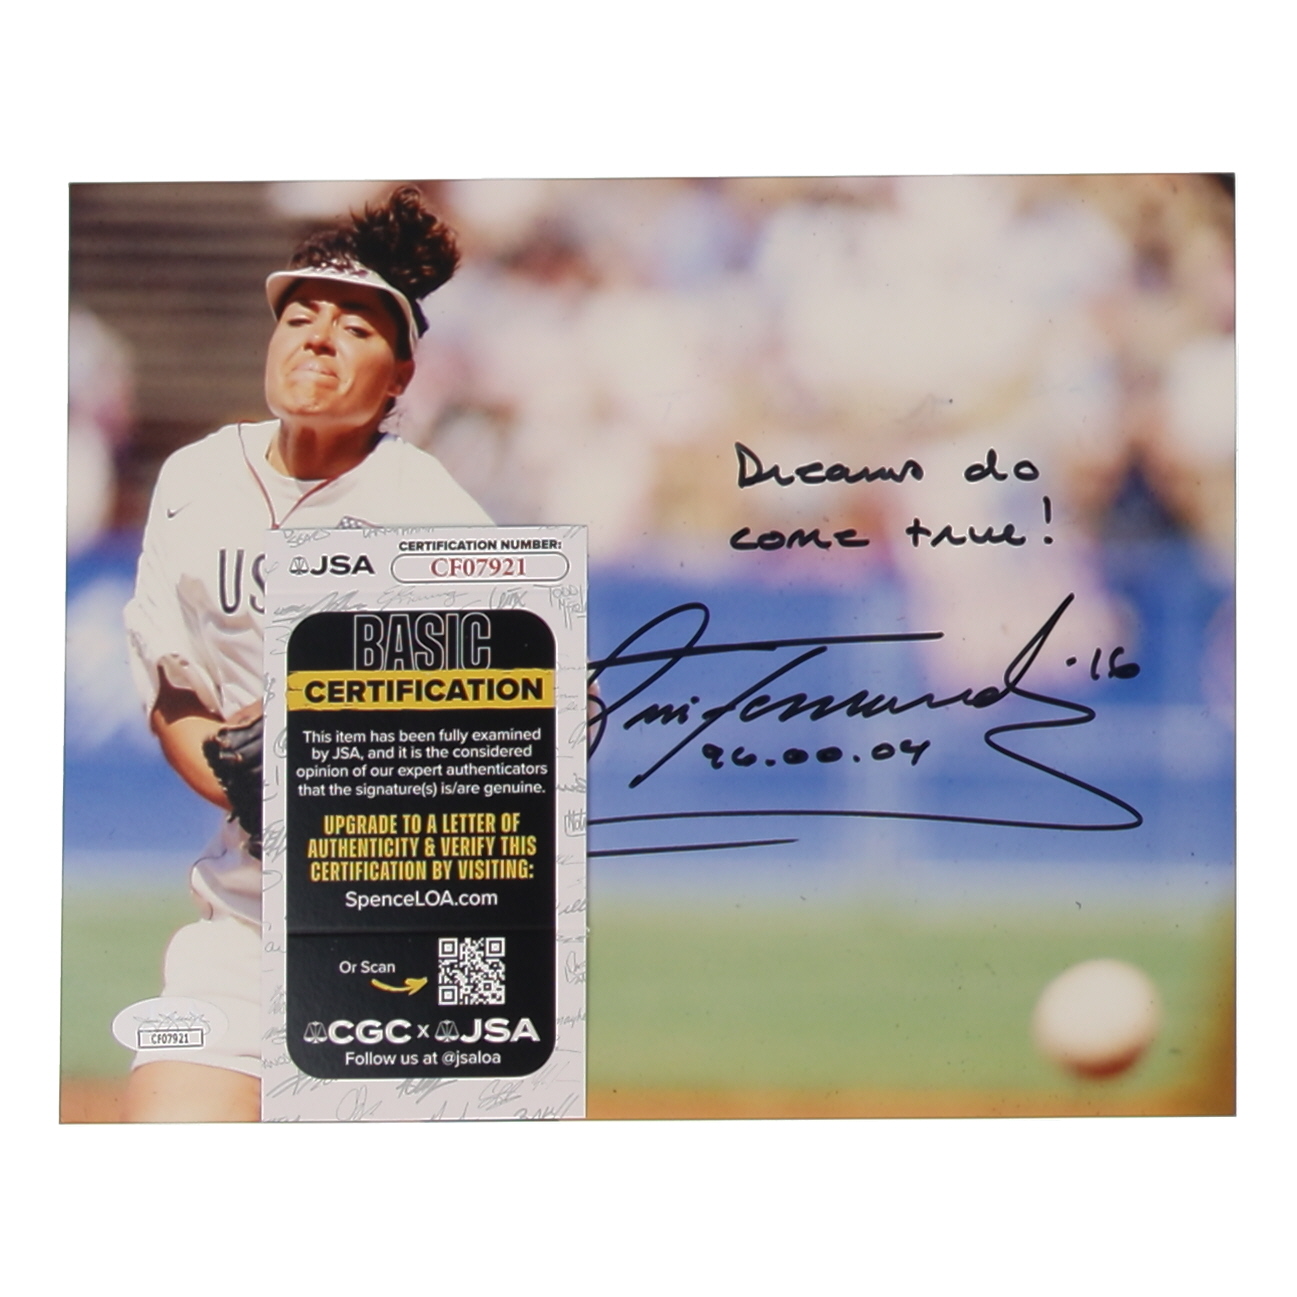 Dreams do
come true!
US
JSA
CERTIFICATION NUMBER:
CF07921
BASIC
CERTIFICATION
This item has been fully examined
by JSA, and it is the considered
opinion of our expert authenticators
that the signature(s) is/are genuine.
UPGRADE TO A LETTER OF
AUTHENTICITY & VERIFY THIS
CERTIFICATION BY VISITING:
SpenceLOA.com
Or Scan
CGC x JSA
Follow us at @jsaloa
Fernandez ·16
96.00.04
CF07921